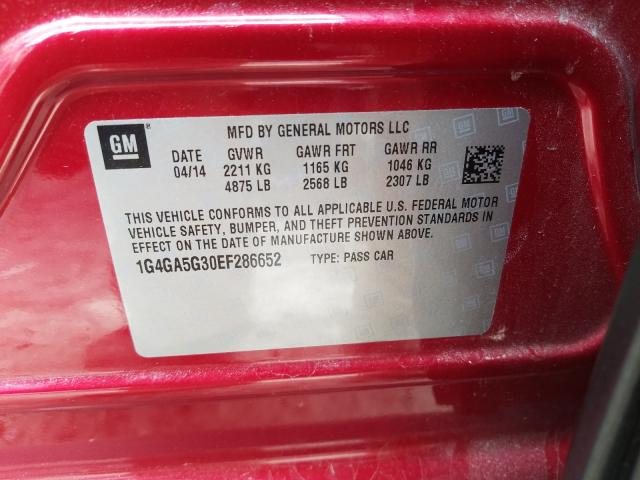 GM
MFD BY GENERAL MOTORS LLC
DATE GVWR GAWR FRT GAWR RR
04/14 2211 KG 1165 KG 1046 KG
4875 LB 2568 LB 2307 LB
THIS VEHICLE CONFORMS TO ALL APPLICABLE U.S. FEDERAL MOTOR
VEHICLE SAFETY, BUMPER, AND THEFT PREVENTION STANDARDS IN
EFFECT ON THE DATE OF MANUFACTURE SHOWN ABOVE.
1G4GA5G30EF286652 TYPE: PASS CAR